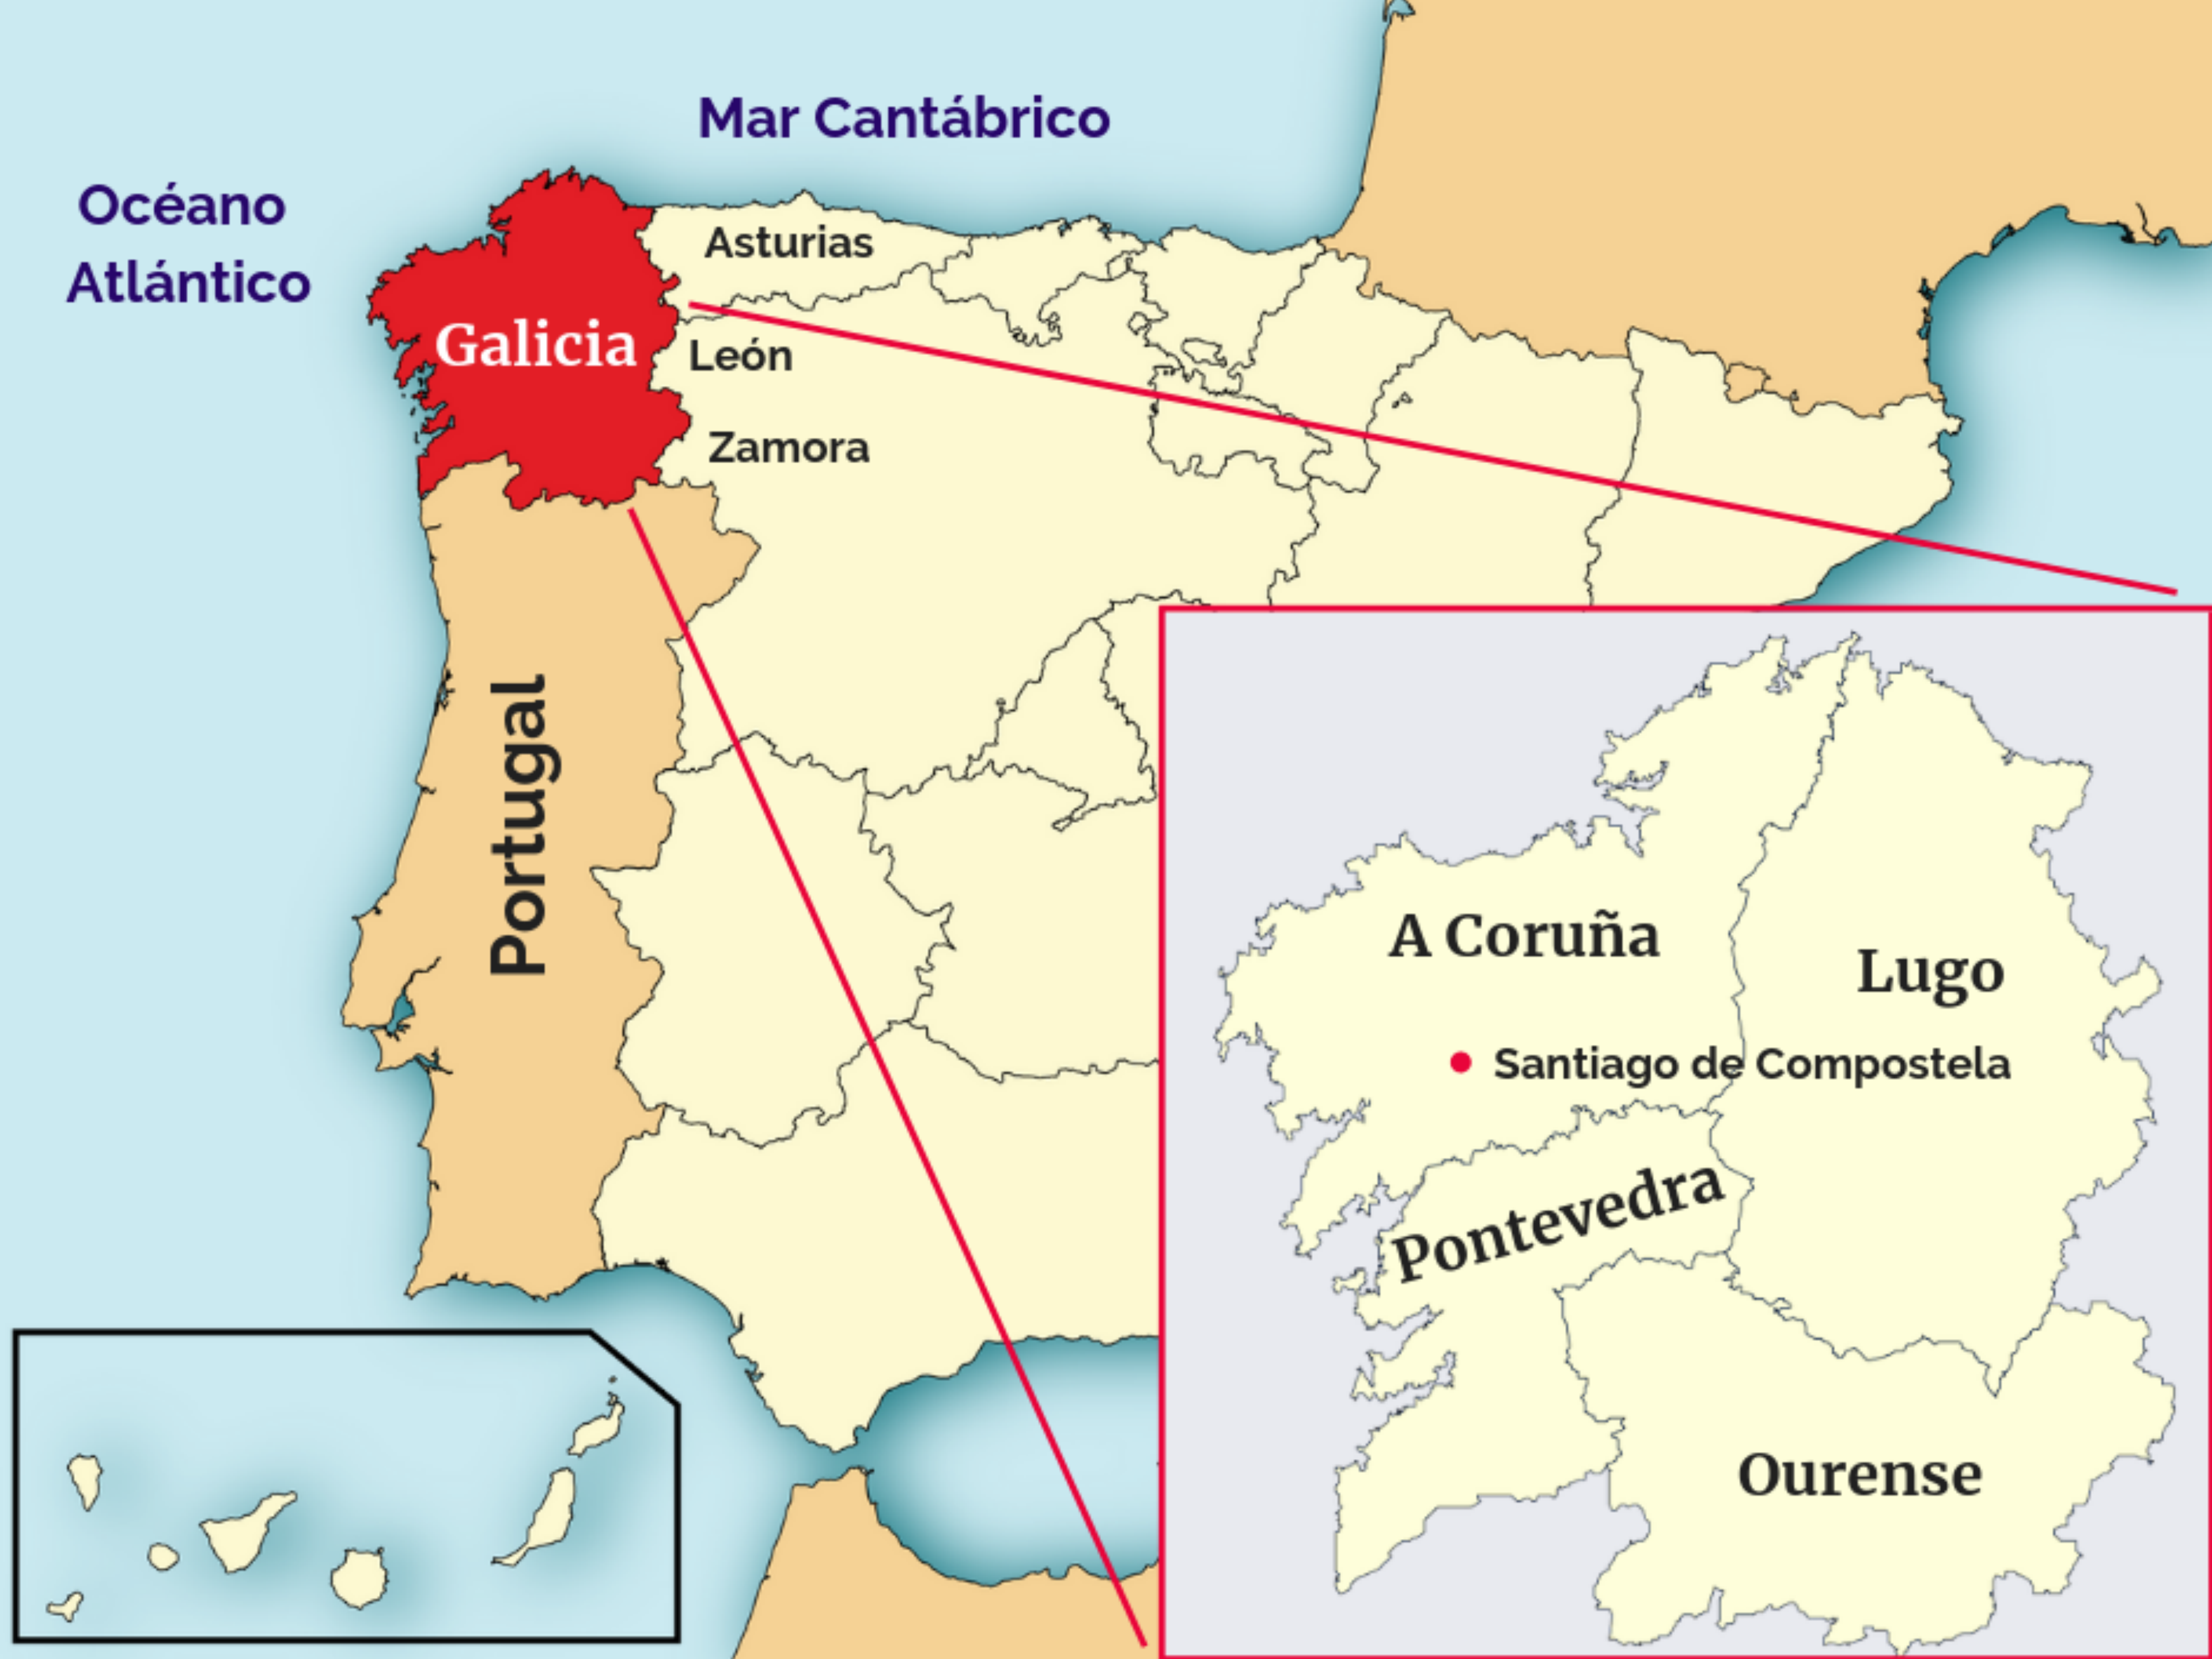 Mar Cantábrico
Océano
Atlántico
Asturias
Galicia
León
Zamora
Portugal
A Coruña
Lugo
Santiago de Compostela
Pontevedra
Ourense